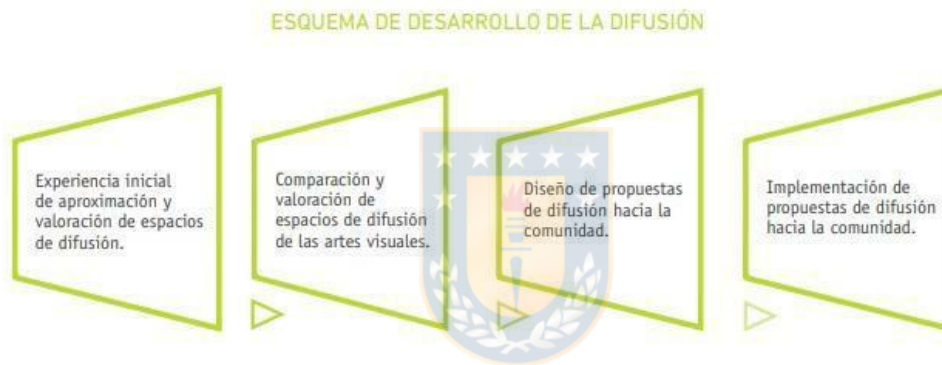 ESQUEMA DE DESARROLLO DE LA DIFUSIÓN
Experiencia inicial
de aproximación y
valoración de espacios
de difusión.
Comparación y
valoración de
espacios de difusión
de las artes visuales.
Diseño de propuestas
de difusión hacia la
comunidad.
Implementación de
propuestas de difusión
hacia la comunidad.